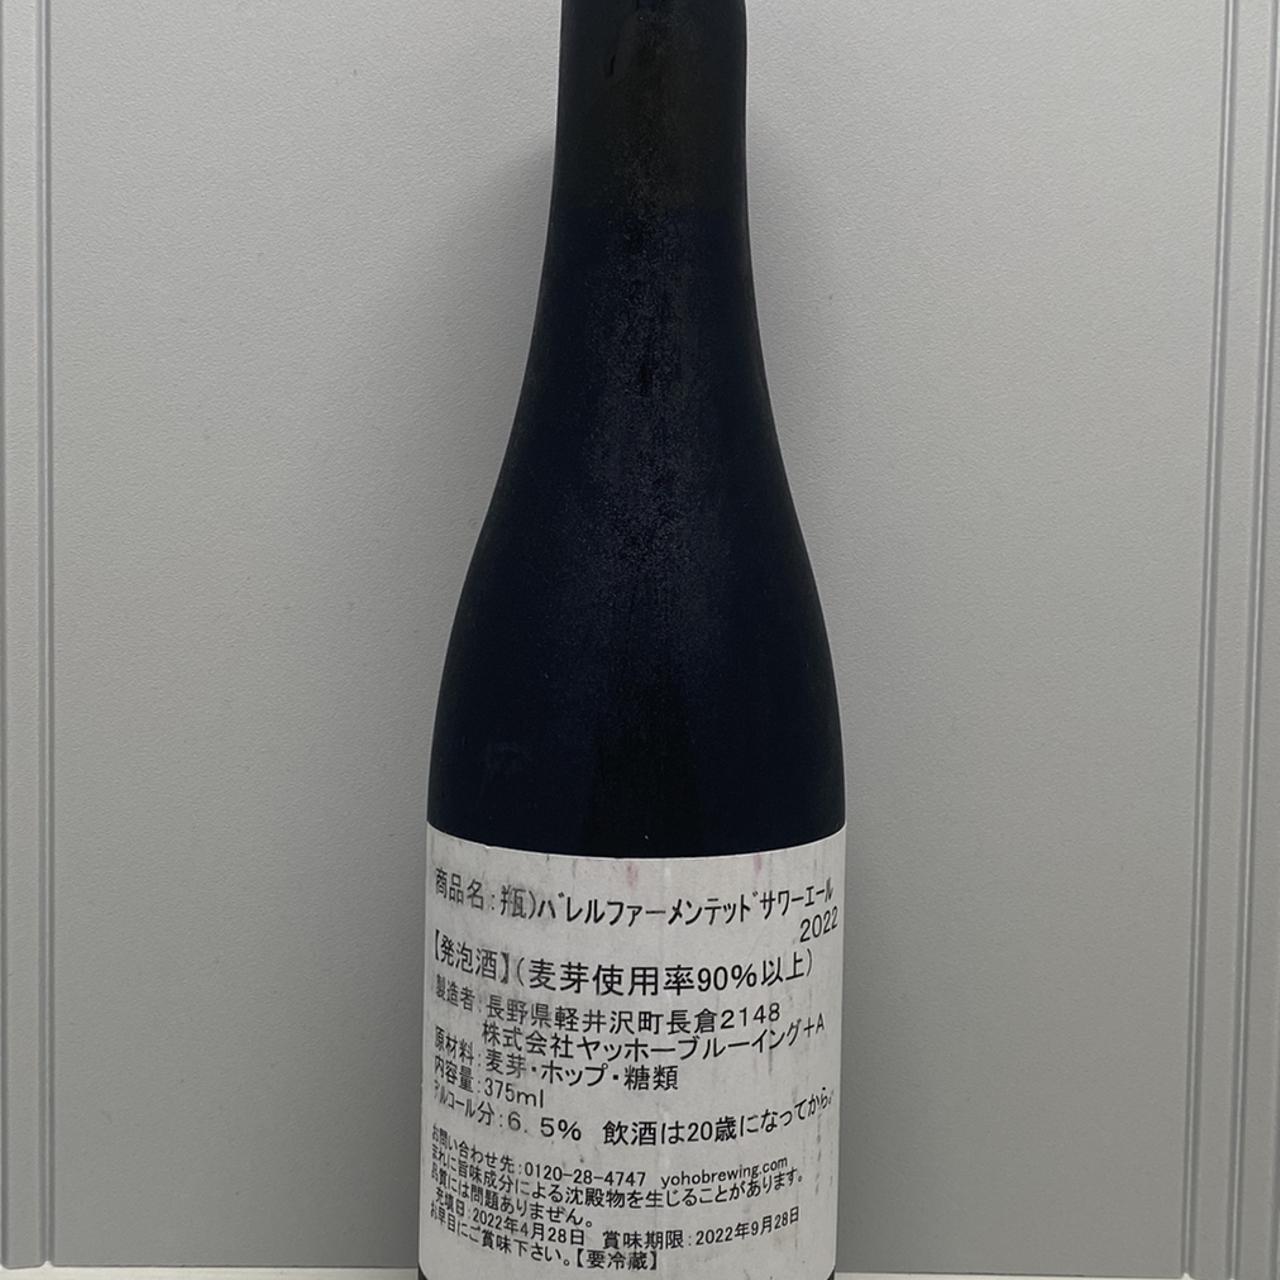 商品名:瓶)バレルファーメンテッドサワーエール
2022
【発泡酒】(麦芽使用率90%以上)
製造者:長野県軽井沢町長倉2148
株式会社ヤッホーブルーイング+A
原材料:麦芽・ホップ・糖類
内容量:375ml
アルコール分:6.5% 飲酒は20歳になってから。
お問い合わせ先:0120-28-4747 yohobrewing.com
まれに旨味成分による沈殿物を生じることがあります。
品質には問題ありません。
充填日:2022年4月28日 賞味期限:2022年9月28日
お早目にご賞味下さい。【要冷蔵】